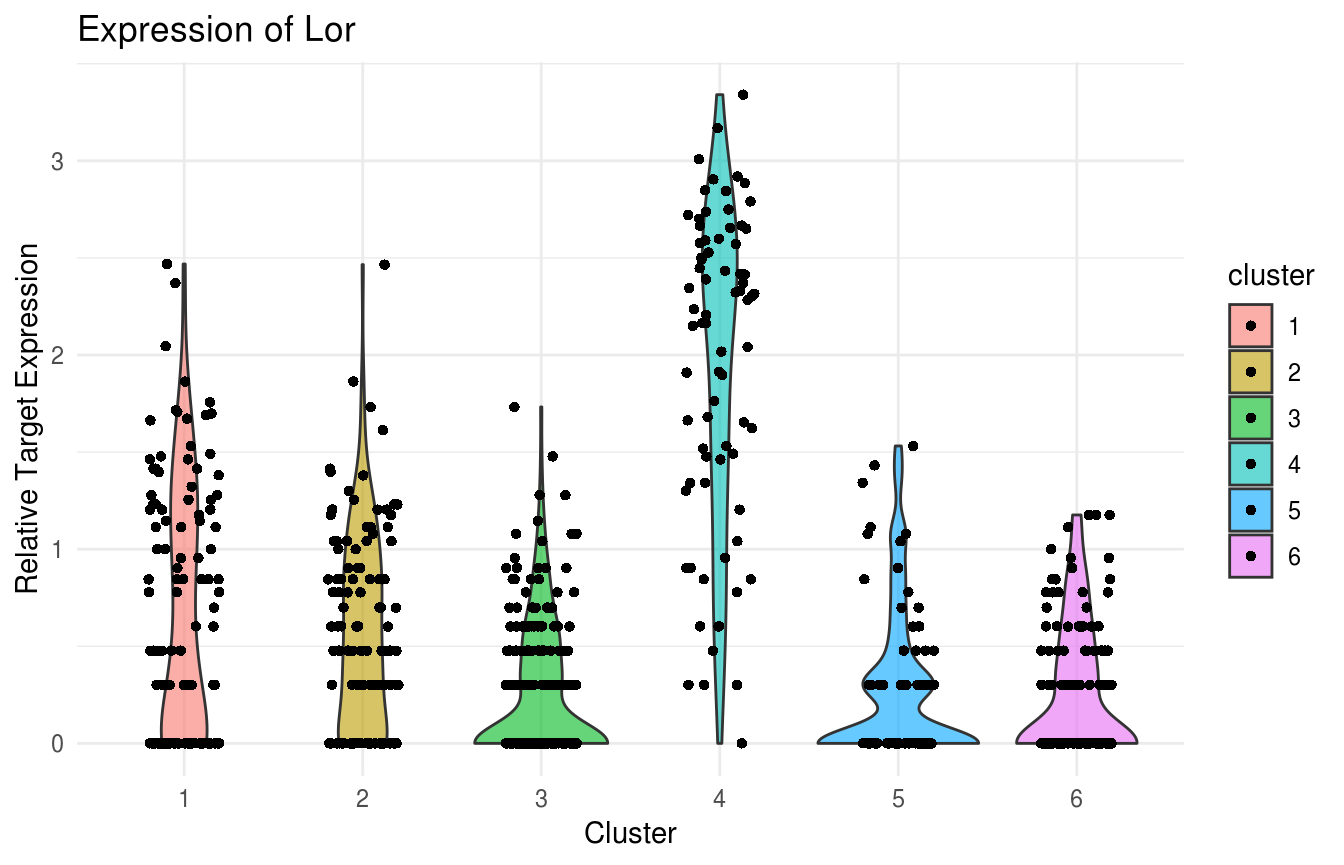 Expression of Lor
Relative Target Expression
3
2
1
0
1 2 3 4 5 6
Cluster
cluster
1
2
3
4
5
6